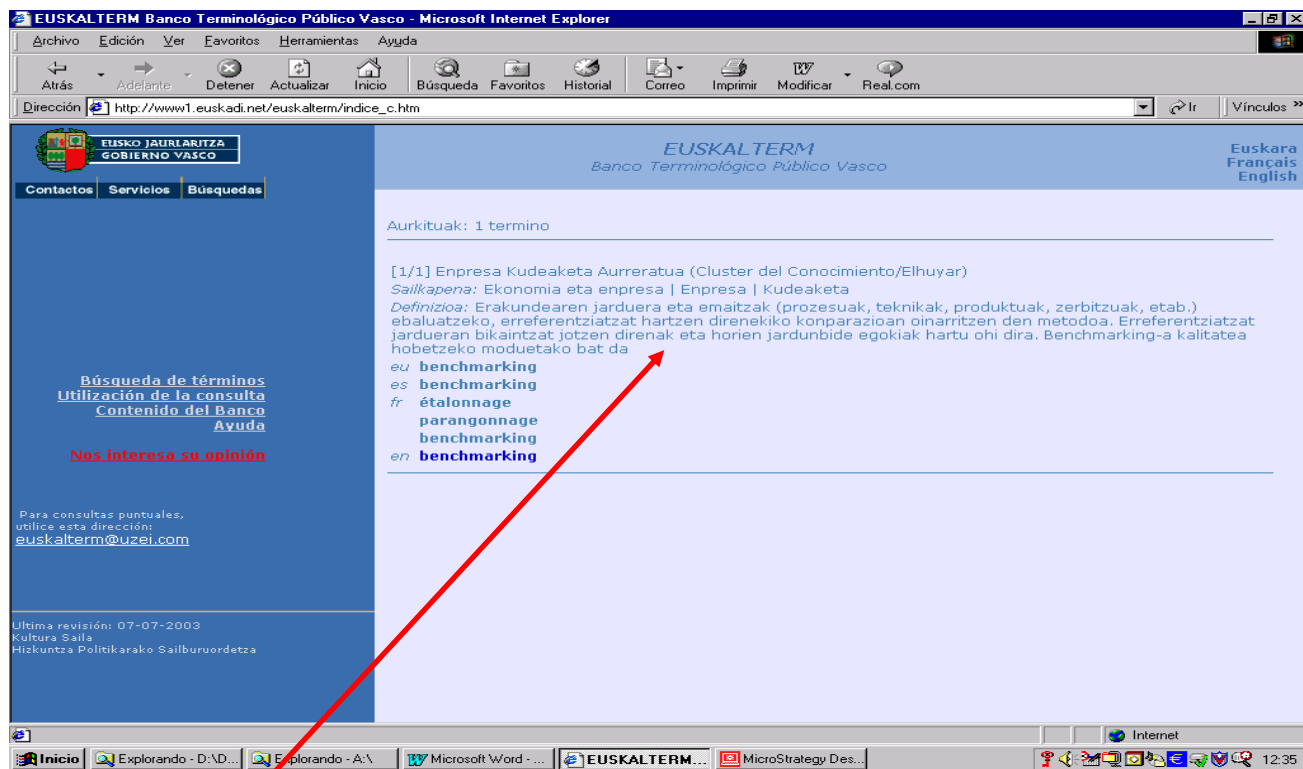 EUSKALTERM Banco Terminológico Público Vasco - Microsoft Internet Explorer
Archivo Edición Ver Favoritos Herramientas Ayuda
Atrás Adelante Detener Actualizar Inicio Búsqueda Favoritos Historial Correo Imprimir Modificar Real.com
Dirección http://www1.euskadi.net/euskalterm/indice_c.htm Ir Vínculos »
EUSKO JAURLARITZA
GOBIERNO VASCO
Contactos Servicios Búsquedas
EUSKALTERM
Banco Terminológico Público Vasco
Euskara
Français
English
Aurkituak: 1 termino
[1/1] Enpresa Kudeaketa Aurreratua (Cluster del Conocimiento/Elhuyar)
Sailkapena: Ekonomia eta enpresa | Enpresa | Kudeaketa
Definizioa: Erakundearen jarduera eta emaitzak (prozesuak, teknikak, produktuak, zerbitzuak, etab.)
ebaluatzeko, erreferentziatzat hartzen direnekiko konparazioan oinarritzen den metodoa. Erreferentziatzat
jardueran bikaintzat jotzen direnak eta horien jardunbide egokiak hartu ohi dira. Benchmarking-a kalitatea
hobetzeko moduetako bat da
eu benchmarking
es benchmarking
fr étalonnage
parangonnage
benchmarking
en benchmarking
Búsqueda de términos
Utilización de la consulta
Contenido del Banco
Ayuda
Nos interesa su opinión
Para consultas puntuales,
utilice esta dirección:
euskalterm@uzei.com
Ultima revisión: 07-07-2003
Kultura Saila
Hizkuntza Politikarako Sailburuordetza
Internet
Inicio Explorando - D:\D... Explorando - A:\ Microsoft Word - ... EUSKALTERM... MicroStrategy Des... 12:35